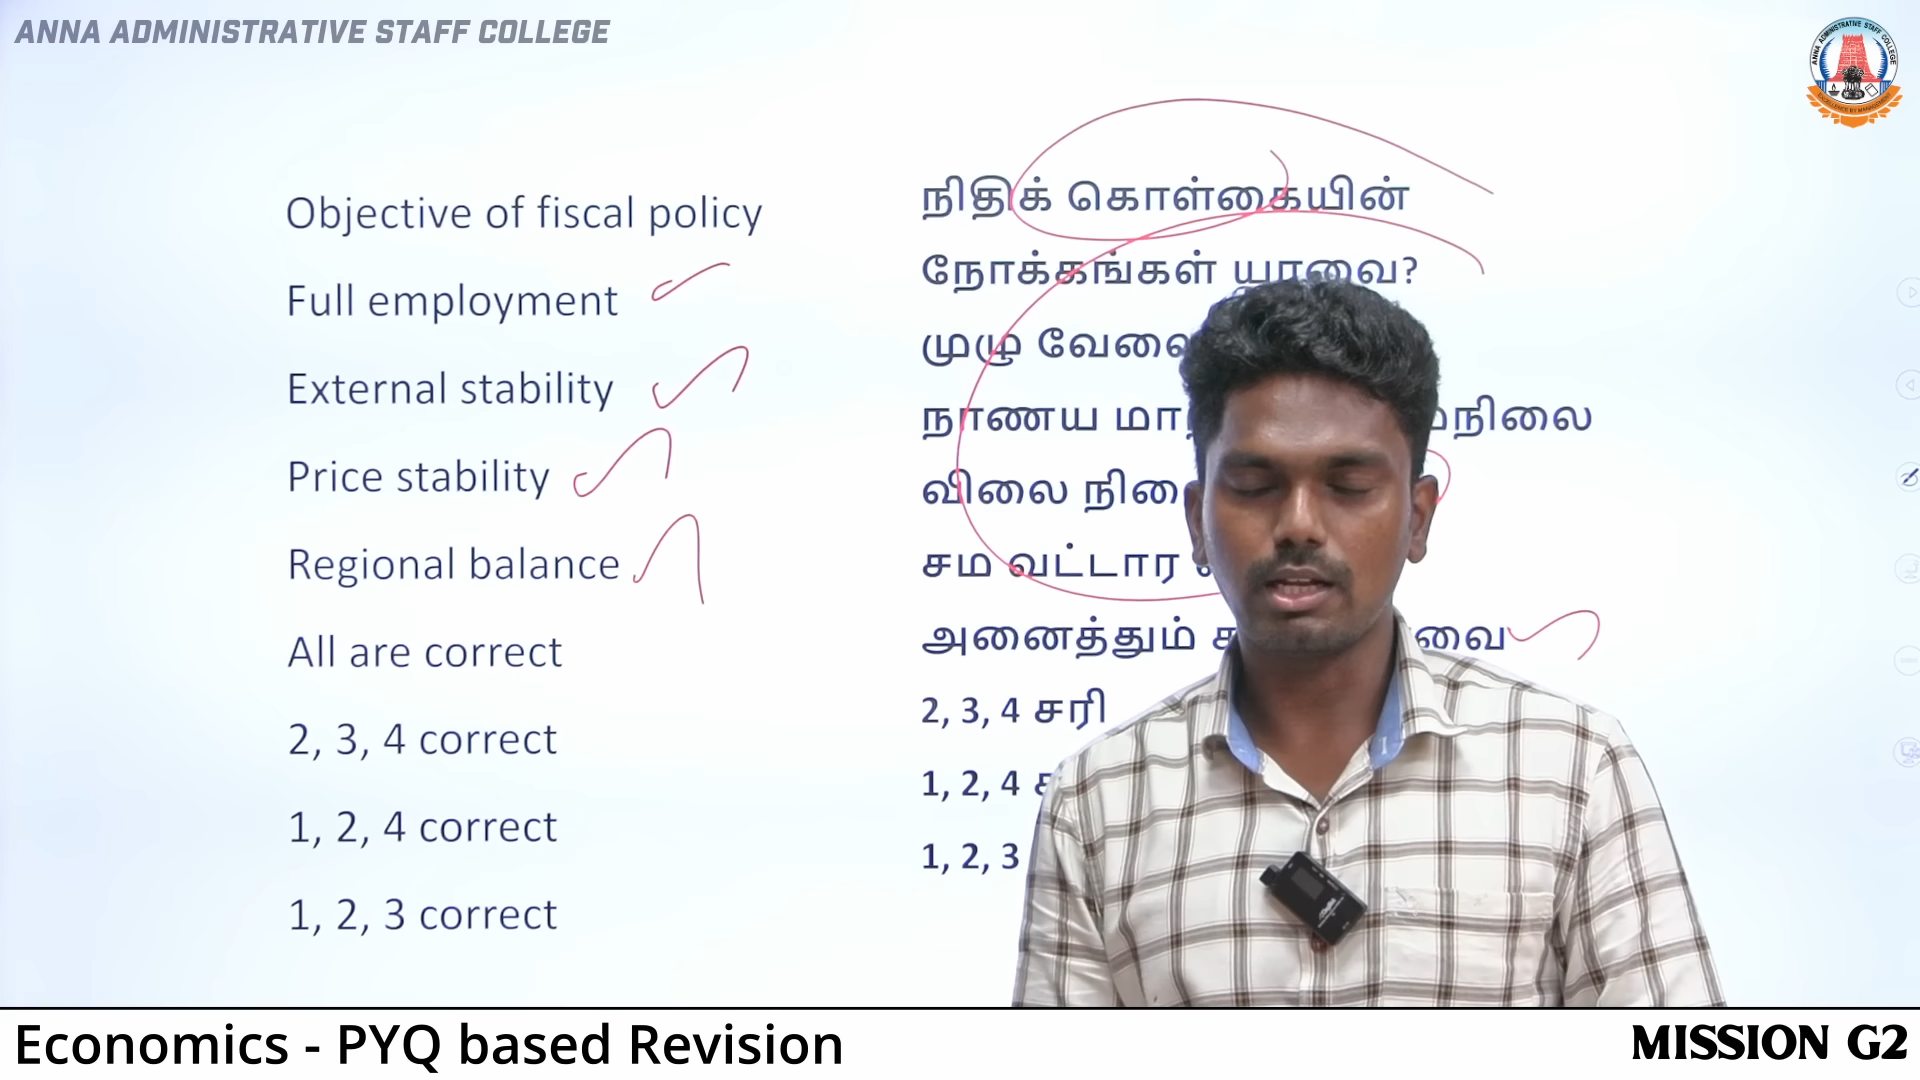 ANNA ADMINISTRATIVE STAFF COLLEGE
Objective of fiscal policy
Full employment
External stability
Price stability
Regional balance
All are correct
2, 3, 4 correct
1, 2, 4 correct
1, 2, 3 correct
நிதிக் கொள்கையின்
நோக்கங்கள் யாவை?
முழு
நாணய
விலை
சம வட்டார
அனைத்தும்
2, 3, 4 சரி
1, 2, 4
1, 2, 3
Economics - PYQ based Revision
MISSION G2